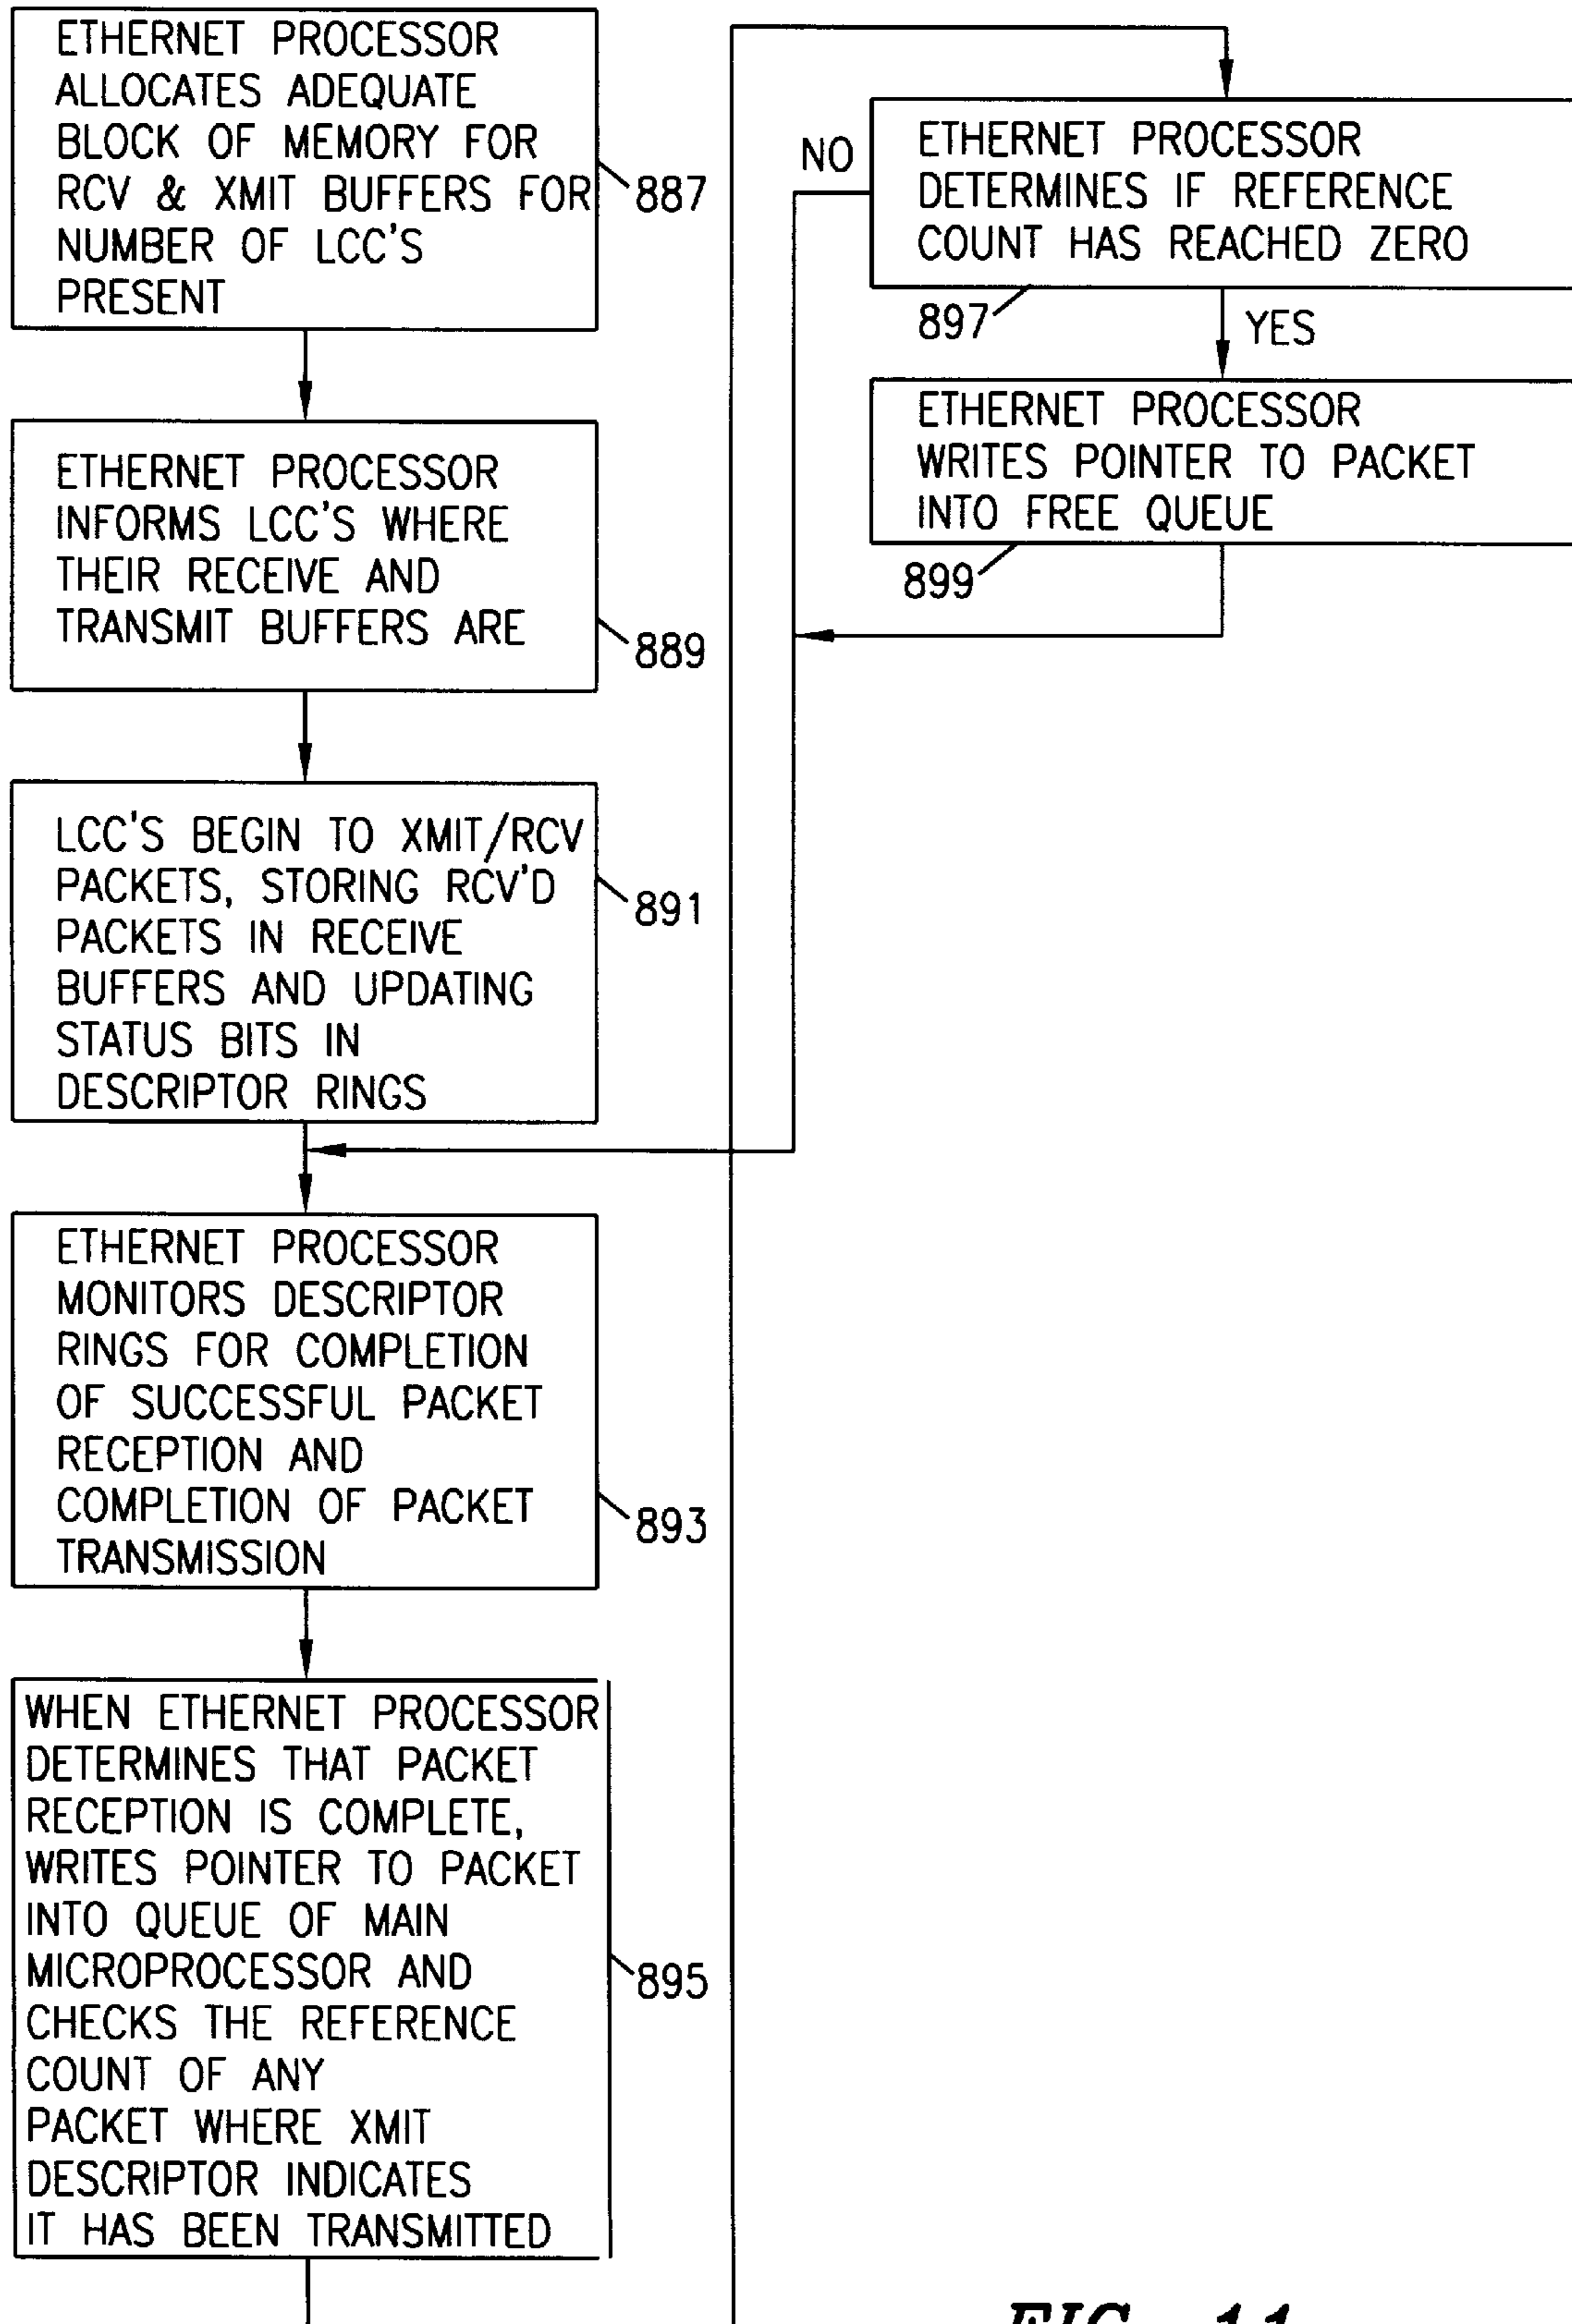 ETHERNET PROCESSOR
ALLOCATES ADEQUATE
BLOCK OF MEMORY FOR
RCV & XMIT BUFFERS FOR
NUMBER OF LCC'S
PRESENT
887
ETHERNET PROCESSOR
INFORMS LCC'S WHERE
THEIR RECEIVE AND
TRANSMIT BUFFERS ARE
889
LCC'S BEGIN TO XMIT/RCV
PACKETS, STORING RCV'D
PACKETS IN RECEIVE
BUFFERS AND UPDATING
STATUS BITS IN
DESCRIPTOR RINGS
891
ETHERNET PROCESSOR
MONITORS DESCRIPTOR
RINGS FOR COMPLETION
OF SUCCESSFUL PACKET
RECEPTION AND
COMPLETION OF PACKET
TRANSMISSION
893
WHEN ETHERNET PROCESSOR
DETERMINES THAT PACKET
RECEPTION IS COMPLETE,
WRITES POINTER TO PACKET
INTO QUEUE OF MAIN
MICROPROCESSOR AND
CHECKS THE REFERENCE
COUNT OF ANY
PACKET WHERE XMIT
DESCRIPTOR INDICATES
IT HAS BEEN TRANSMITTED
895
NO
ETHERNET PROCESSOR
DETERMINES IF REFERENCE
COUNT HAS REACHED ZERO
897
YES
ETHERNET PROCESSOR
WRITES POINTER TO PACKET
INTO FREE QUEUE
899
FIG. 11